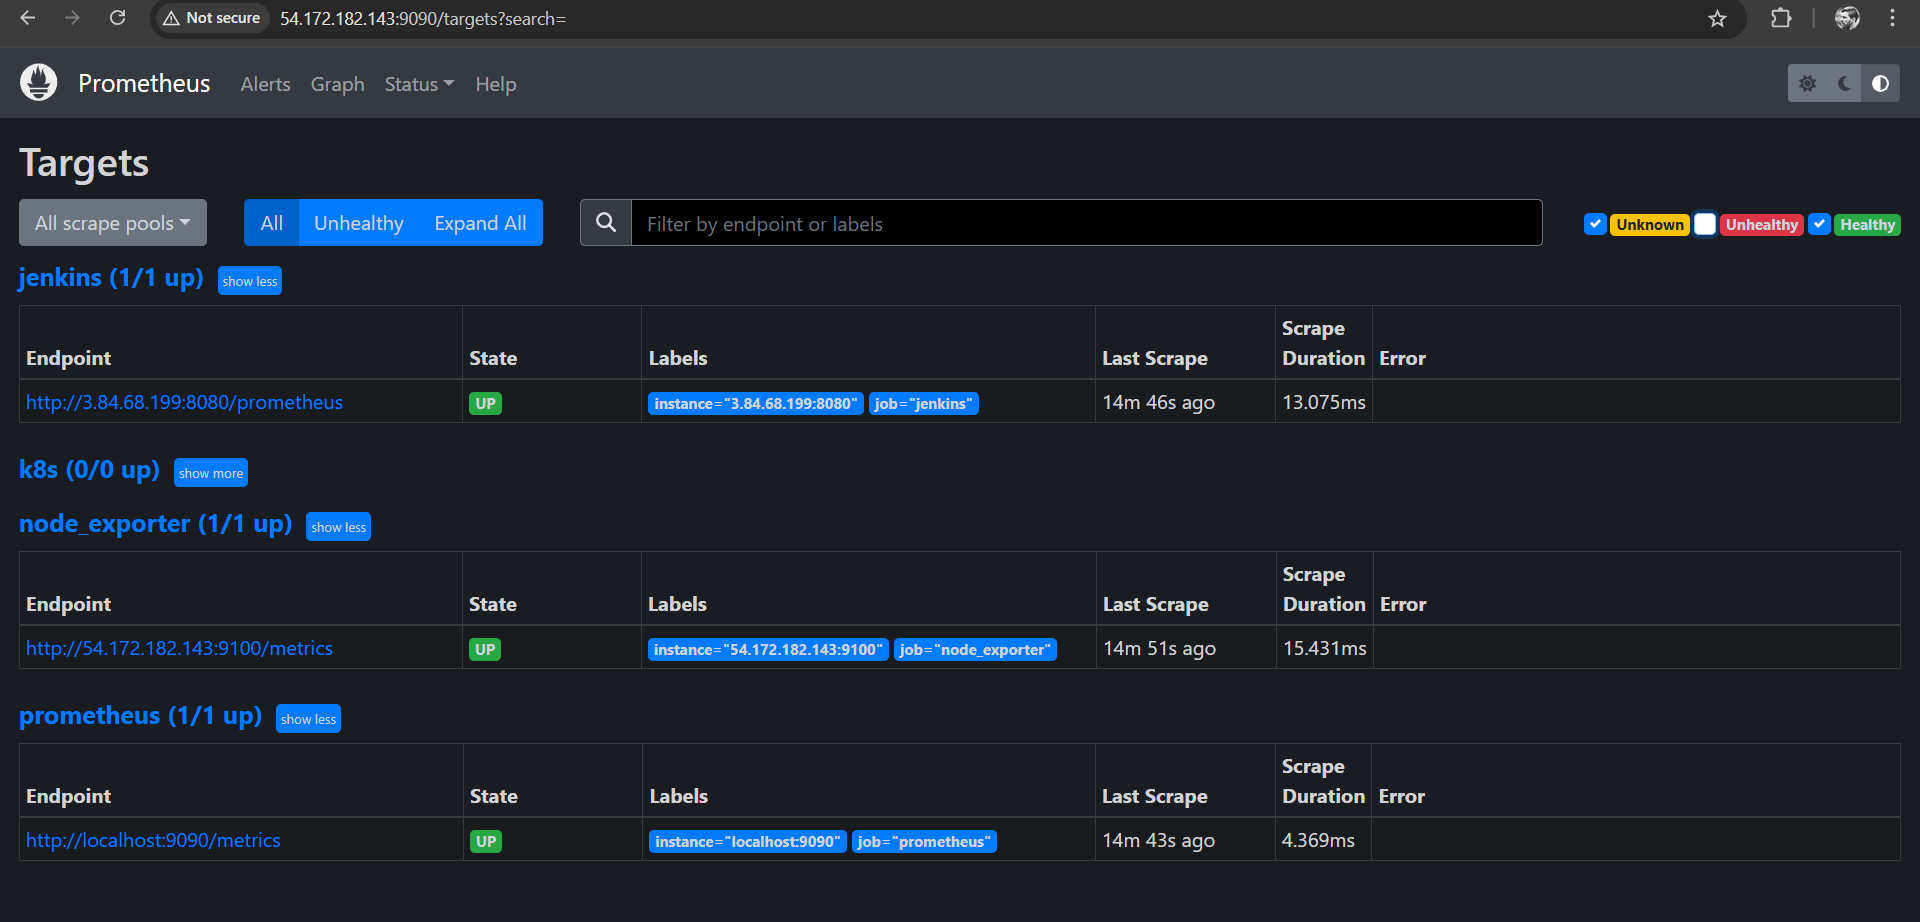 Not secure 54.172.182.143:9090/targets?search=
Prometheus Alerts Graph Status Help
Targets
All scrape pools All Unhealthy Expand All Filter by endpoint or labels Unknown Unhealthy Healthy
jenkins (1/1 up) show less
Endpoint State Labels Last Scrape Scrape Duration Error
http://3.84.68.199:8080/prometheus UP instance="3.84.68.199:8080" job="jenkins" 14m 46s ago 13.075ms
k8s (0/0 up) show more
node_exporter (1/1 up) show less
Endpoint State Labels Last Scrape Scrape Duration Error
http://54.172.182.143:9100/metrics UP instance="54.172.182.143:9100" job="node_exporter" 14m 51s ago 15.431ms
prometheus (1/1 up) show less
Endpoint State Labels Last Scrape Scrape Duration Error
http://localhost:9090/metrics UP instance="localhost:9090" job="prometheus" 14m 43s ago 4.369ms